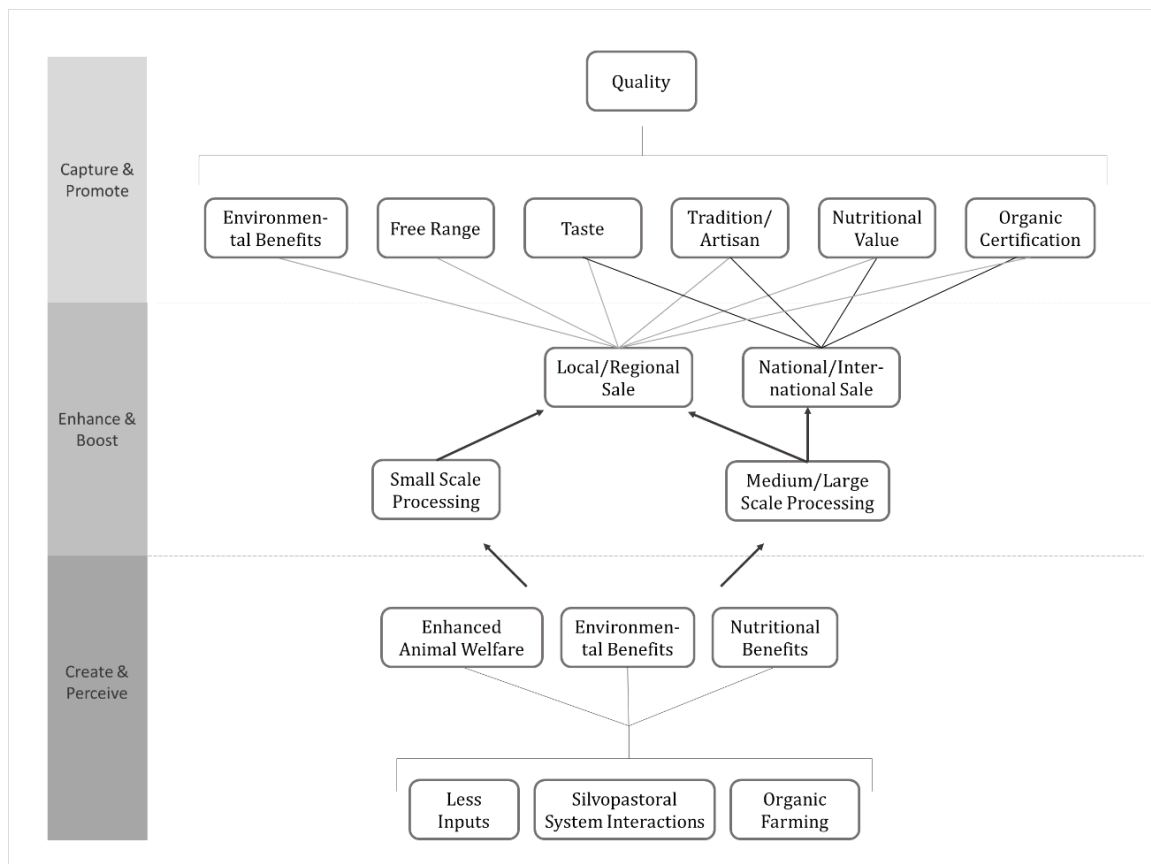 Quality
Capture &
Promote
Environmen-
tal Benefits
Free Range
Taste
Tradition/
Artisan
Nutritional
Value
Organic
Certification
Enhance &
Boost
Local/Regional
Sale
National/Inter-
national Sale
Small Scale
Processing
Medium/Large
Scale Processing
Create &
Perceive
Enhanced
Animal Welfare
Environmen-
tal Benefits
Nutritional
Benefits
Less
Inputs
Silvopastoral
System Interactions
Organic
Farming